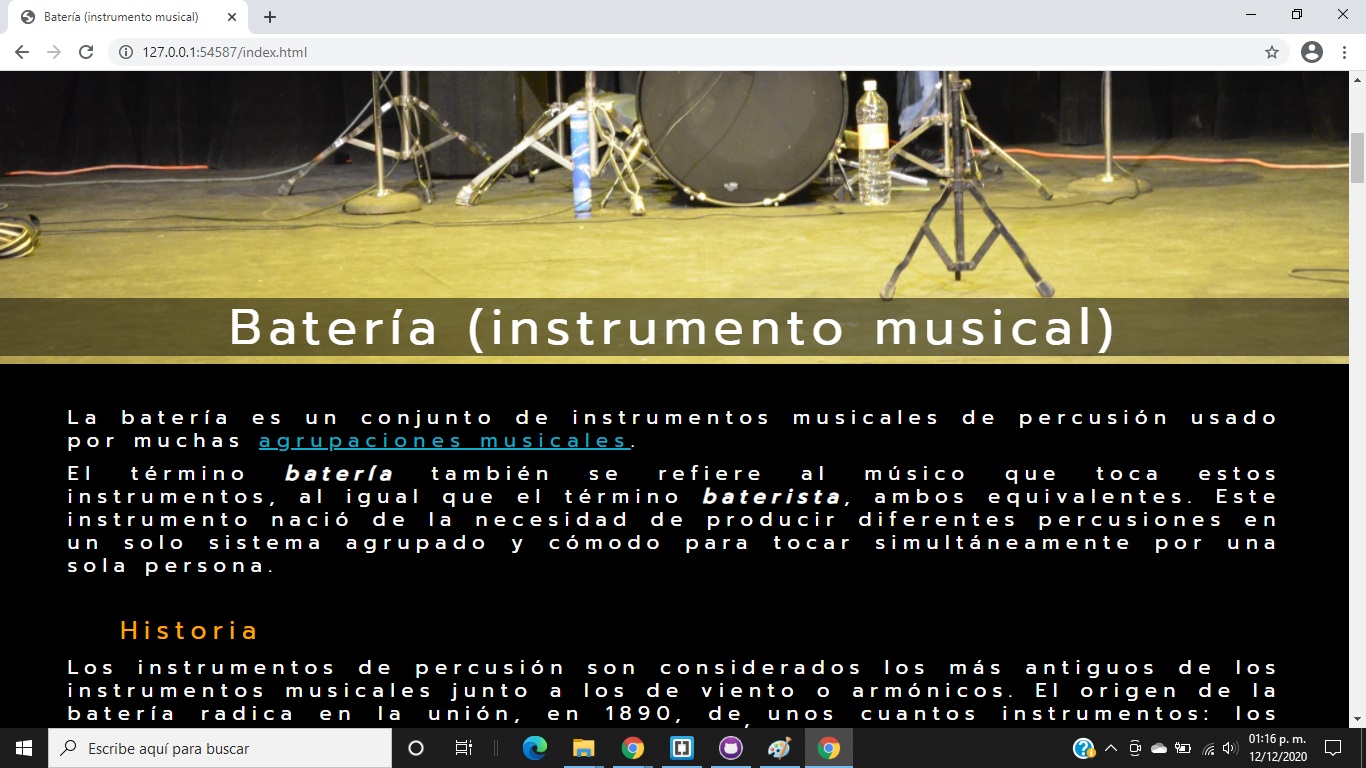 Batería (instrumento musical)
127.0.0.1:54587/index.html
Batería (instrumento musical)
La batería es un conjunto de instrumentos musicales de percusión usado
por muchas agrupaciones musicales.
El término batería también se refiere al músico que toca estos
instrumentos, al igual que el término baterista, ambos equivalentes. Este
instrumento nació de la necesidad de producir diferentes percusiones en
un solo sistema agrupado y cómodo para tocar simultáneamente por una
sola persona.
Historia
Los instrumentos de percusión son considerados los más antiguos de los
instrumentos musicales junto a los de viento o armónicos. El origen de la
batería radica en la unión, en 1890, de unos cuantos instrumentos: los
Escribe aquí para buscar
01:16 p. m.
12/12/2020